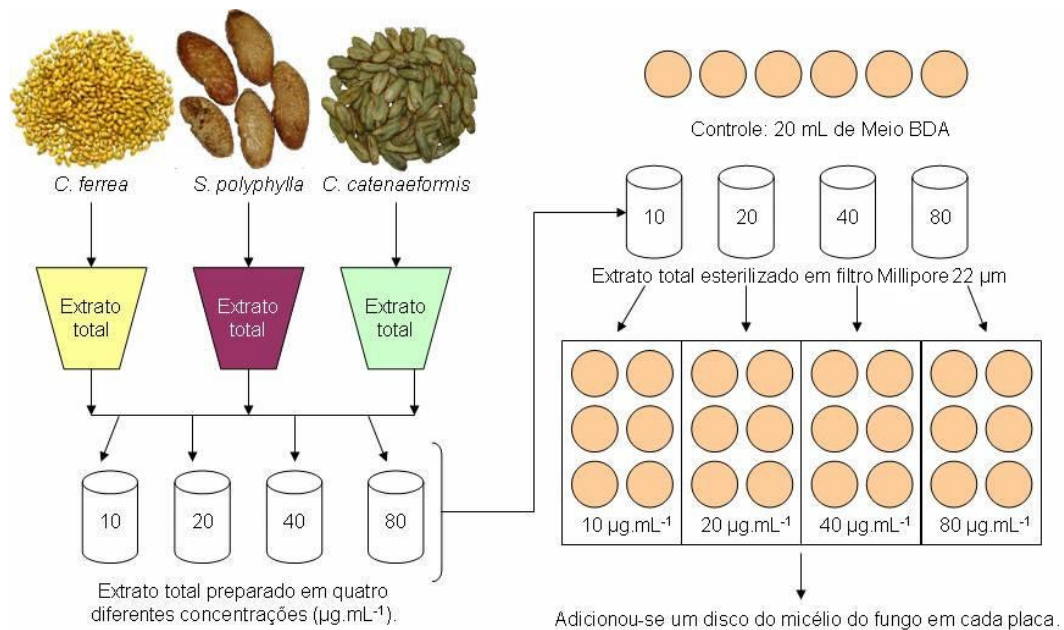 C. ferrea
S. polyphylla
C. catenaeformis
Extrato
total
Extrato
total
Extrato
total
10
20
40
80
Extrato total preparado em quatro
diferentes concentrações (µg.mL⁻¹).
Controle: 20 mL de Meio BDA
10
20
40
80
Extrato total esterilizado em filtro Millipore 22 µm
10 µg.mL⁻¹
20 µg.mL⁻¹
40 µg.mL⁻¹
80 µg.mL⁻¹
Adicionou-se um disco do micélio do fungo em cada placa.